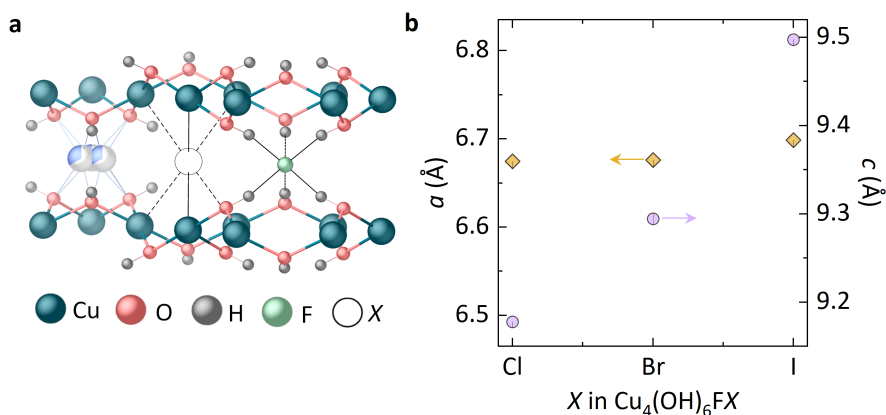 a
Cu O H F X
b
6.8
6.7
6.6
6.5
a (Å)
9.5
9.4
9.3
9.2
c (Å)
Cl Br I
X in Cu₄(OH)₆FX